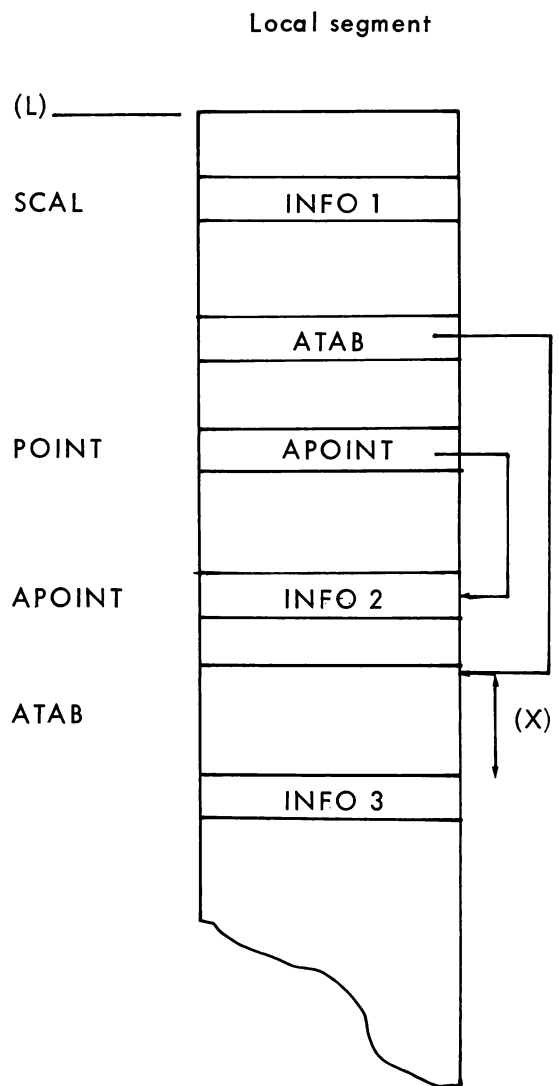 Local segment
(L)
SCAL INFO 1
ATAB
POINT APOINT
APOINT INFO 2
ATAB
(X)
INFO 3